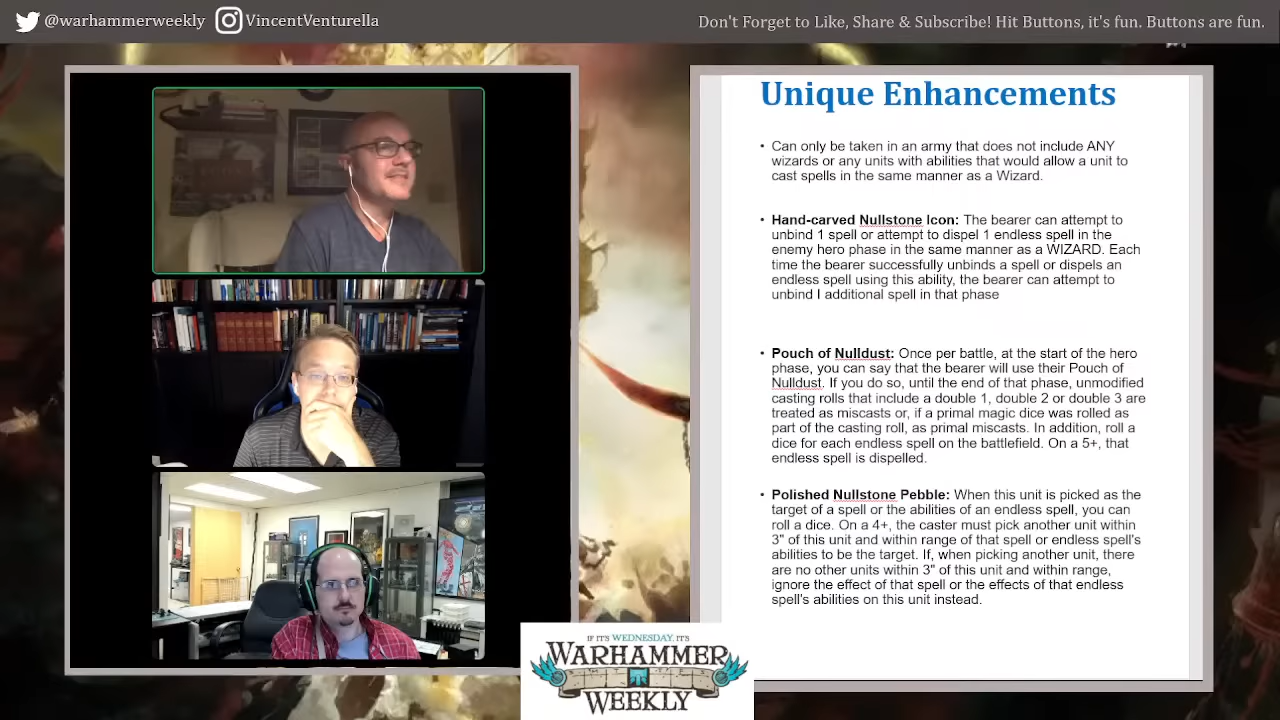 @warhammerweekly VincentVenturella
Don't Forget to Like, Share & Subscribe! Hit Buttons, it's fun. Buttons are fun.
Unique Enhancements
• Can only be taken in an army that does not include ANY
wizards or any units with abilities that would allow a unit to
cast spells in the same manner as a Wizard.
• Hand-carved Nullstone Icon: The bearer can attempt to
unbind 1 spell or attempt to dispel 1 endless spell in the
enemy hero phase in the same manner as a WIZARD. Each
time the bearer successfully unbinds a spell or dispels an
endless spell using this ability, the bearer can attempt to
unbind I additional spell in that phase
• Pouch of Nulldust: Once per battle, at the start of the hero
phase, you can say that the bearer will use their Pouch of
Nulldust. If you do so, until the end of that phase, unmodified
casting rolls that include a double 1, double 2 or double 3 are
treated as miscasts or, if a primal magic dice was rolled as
part of the casting roll, as primal miscasts. In addition, roll a
dice for each endless spell on the battlefield. On a 5+, that
endless spell is dispelled.
• Polished Nullstone Pebble: When this unit is picked as the
target of a spell or the abilities of an endless spell, you can
roll a dice. On a 4+, the caster must pick another unit within
3" of this unit and within range of that spell or endless spell's
abilities to be the target. If, when picking another unit, there
are no other units within 3" of this unit and within range,
ignore the effect of that spell or the effects of that endless
spell's abilities on this unit instead.
IF IT'S WEDNESDAY, IT'S
WARHAMMER
WEEKLY